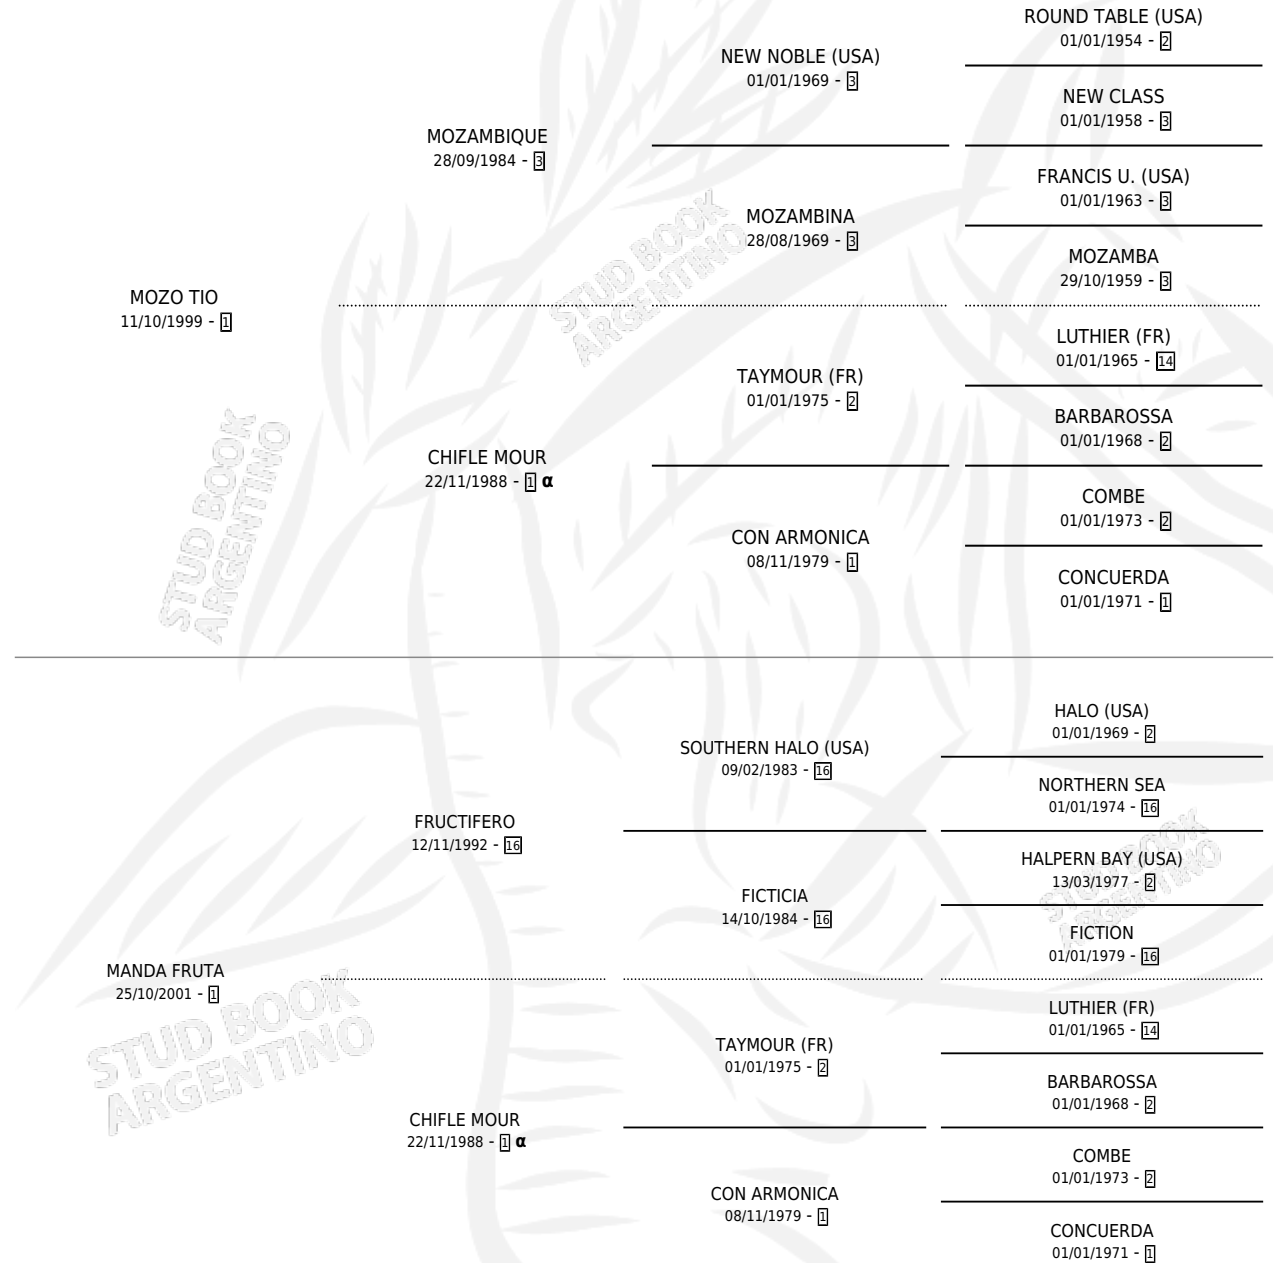 ROUND TABLE (USA)
01/01/1954 - 2
NEW NOBLE (USA)
01/01/1969 - 3
NEW CLASS
01/01/1958 - 3
MOZAMBIQUE
28/09/1984 - 3
FRANCIS U. (USA)
01/01/1963 - 3
MOZAMBINA
28/08/1969 - 3
MOZAMBA
29/10/1959 - 3
MOZO TIO
11/10/1999 - 1
LUTHIER (FR)
01/01/1965 - 14
TAYMOUR (FR)
01/01/1975 - 2
BARBAROSSA
01/01/1968 - 2
CHIFLE MOUR
22/11/1988 - 1 α
COMBE
01/01/1973 - 2
CON ARMONICA
08/11/1979 - 1
CONCUERDA
01/01/1971 - 1
STUD BOOK
ARGENTINO
STUD BOOK
ARGENTINO
HALO (USA)
01/01/1969 - 2
SOUTHERN HALO (USA)
09/02/1983 - 16
NORTHERN SEA
01/01/1974 - 16
FRUCTIFERO
12/11/1992 - 16
HALPERN BAY (USA)
13/03/1977 - 2
FICTICIA
14/10/1984 - 16
FICTION
01/01/1979 - 16
MANDA FRUTA
25/10/2001 - 1
LUTHIER (FR)
01/01/1965 - 14
TAYMOUR (FR)
01/01/1975 - 2
BARBAROSSA
01/01/1968 - 2
CHIFLE MOUR
22/11/1988 - 1 α
COMBE
01/01/1973 - 2
CON ARMONICA
08/11/1979 - 1
CONCUERDA
01/01/1971 - 1
STUD BOOK
ARGENTINO
STUD BOOK
ARGENTINO